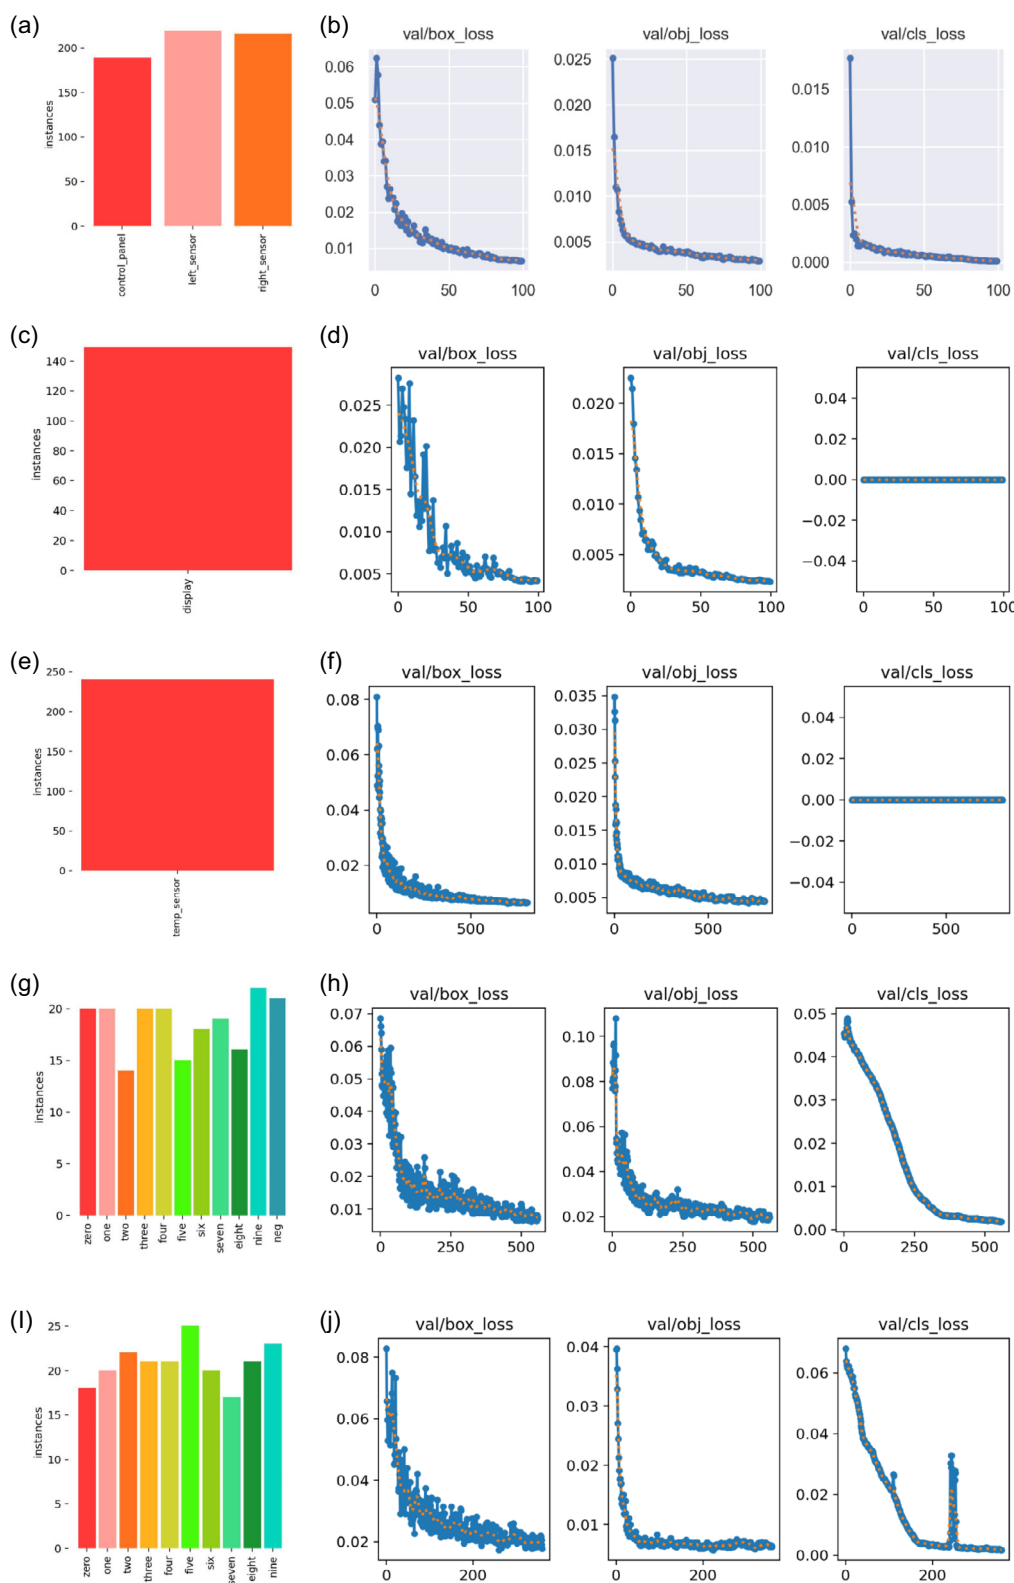 (a)
instances
200
150
100
50
0
control_panel
left_sensor
right_sensor
(b)
val/box_loss
0.06
0.05
0.04
0.03
0.02
0.01
0
50
100
val/obj_loss
0.025
0.020
0.015
0.010
0.005
0
50
100
val/cls_loss
0.015
0.010
0.005
0.000
0
50
100
(c)
instances
140
120
100
80
60
40
20
0
display
(d)
val/box_loss
0.025
0.020
0.015
0.010
0.005
0
50
100
val/obj_loss
0.020
0.015
0.010
0.005
0
50
100
val/cls_loss
0.04
0.02
0.00
−0.02
−0.04
0
50
100
(e)
instances
250
200
150
100
50
0
temp_sensor
(f)
val/box_loss
0.08
0.06
0.04
0.02
0
500
val/obj_loss
0.035
0.030
0.025
0.020
0.015
0.010
0.005
0
500
val/cls_loss
0.04
0.02
0.00
−0.02
−0.04
0
500
(g)
instances
20
15
10
5
0
zero
one
two
three
four
five
six
seven
eight
nine
neg
(h)
val/box_loss
0.07
0.06
0.05
0.04
0.03
0.02
0.01
0
250
500
val/obj_loss
0.10
0.08
0.06
0.04
0.02
0
250
500
val/cls_loss
0.05
0.04
0.03
0.02
0.01
0.00
0
250
500
(I)
instances
25
20
15
10
5
0
zero
one
two
three
four
five
six
seven
eight
nine
(j)
val/box_loss
0.08
0.06
0.04
0.02
0
200
val/obj_loss
0.04
0.03
0.02
0.01
0
200
val/cls_loss
0.06
0.04
0.02
0.00
0
200